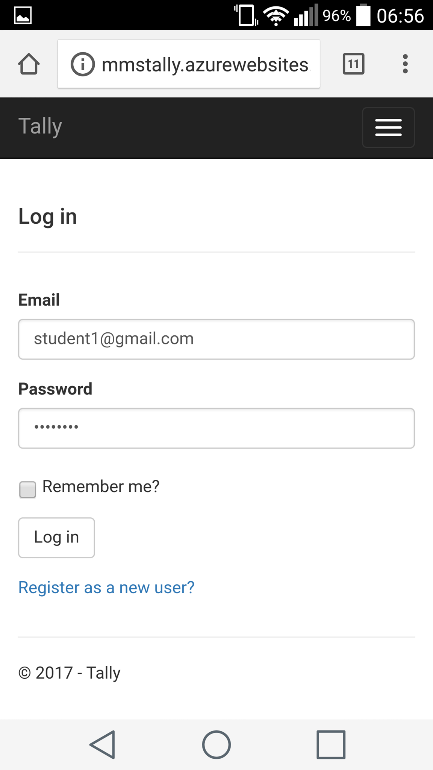 96% 06:56
mmstally.azurewebsites 11
Tally
Log in
Email
student1@gmail.com
Password
••••••••
Remember me?
Log in
Register as a new user?
© 2017 - Tally